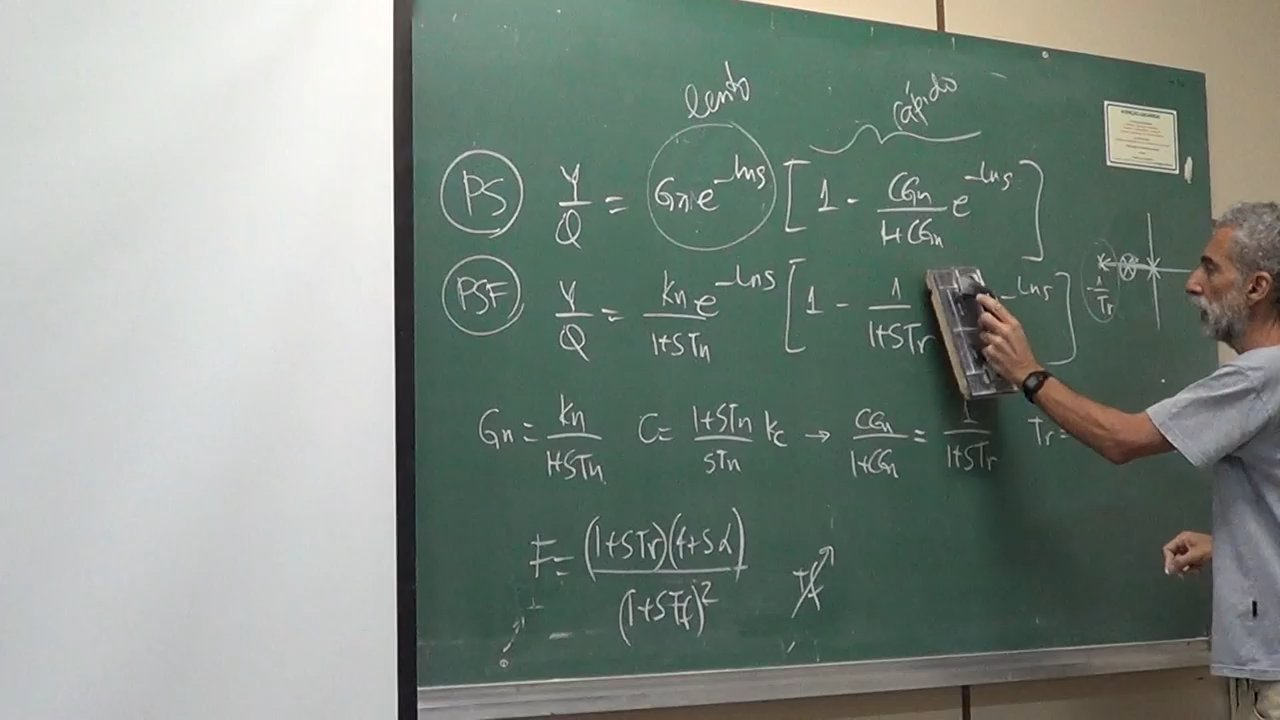 lento rápido
PS Y/Q = Gn e^-Lns [ 1 - CGn/1+CGn e^-Lns ]
PSF Y/Q = Kn e^-Lns/1+STn [ 1 - 1/1+STr -Lns ]
1/Tr
Gn = Kn/1+STn C = 1+STn/STn Kc → CGn/1+CGn = 1/1+STr Tr=
F = (1+STr)(1+Sα)/(1+STf)²
Tf